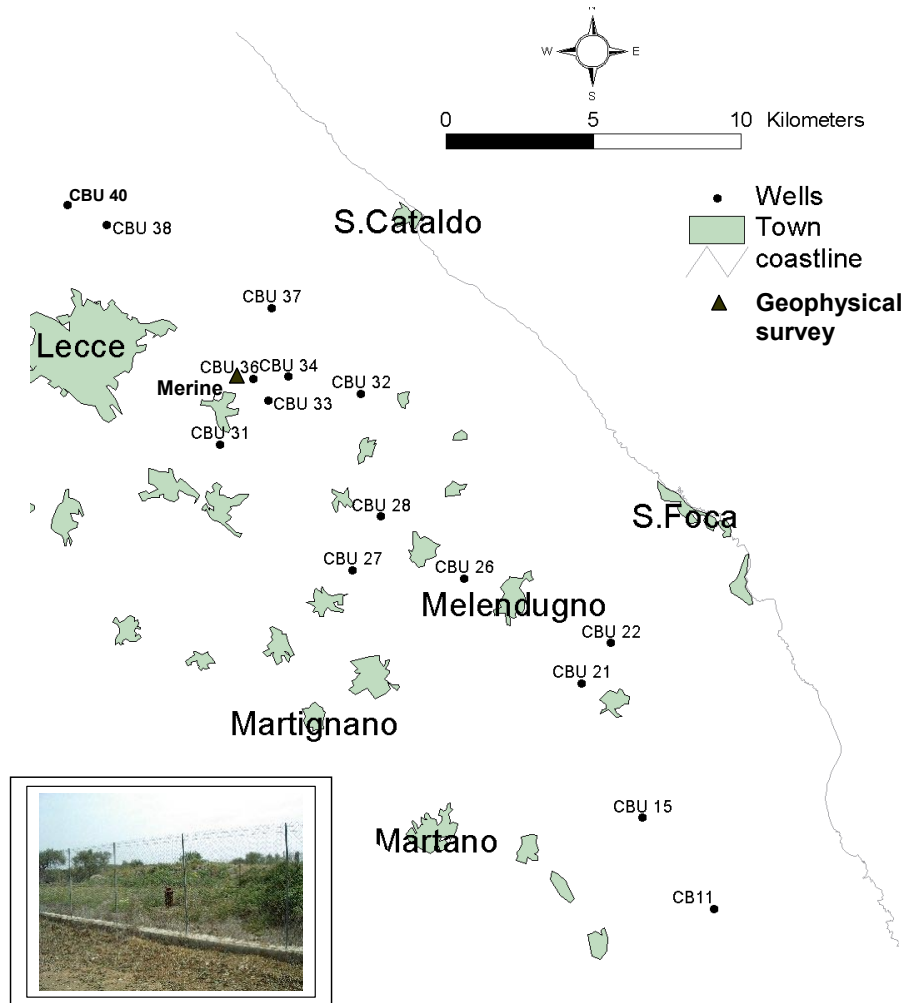 N
W E
S
0 5 10 Kilometers
CBU 40
CBU 38
S.Cataldo
Wells
Town
coastline
Geophysical
survey
CBU 37
Lecce
CBU 36
CBU 34
Merine
CBU 32
CBU 33
CBU 31
CBU 28
S.Foca
CBU 27
CBU 26
Melendugno
CBU 22
CBU 21
Martignano
CBU 15
Martano
CB11